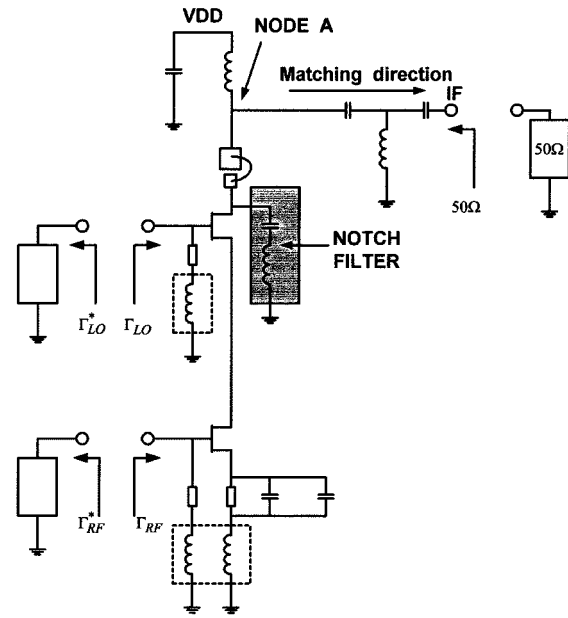 VDD
NODE A
Matching direction
IF
50Ω
50Ω
NOTCH
FILTER
Γ*LO
ΓLO
Γ*RF
ΓRF